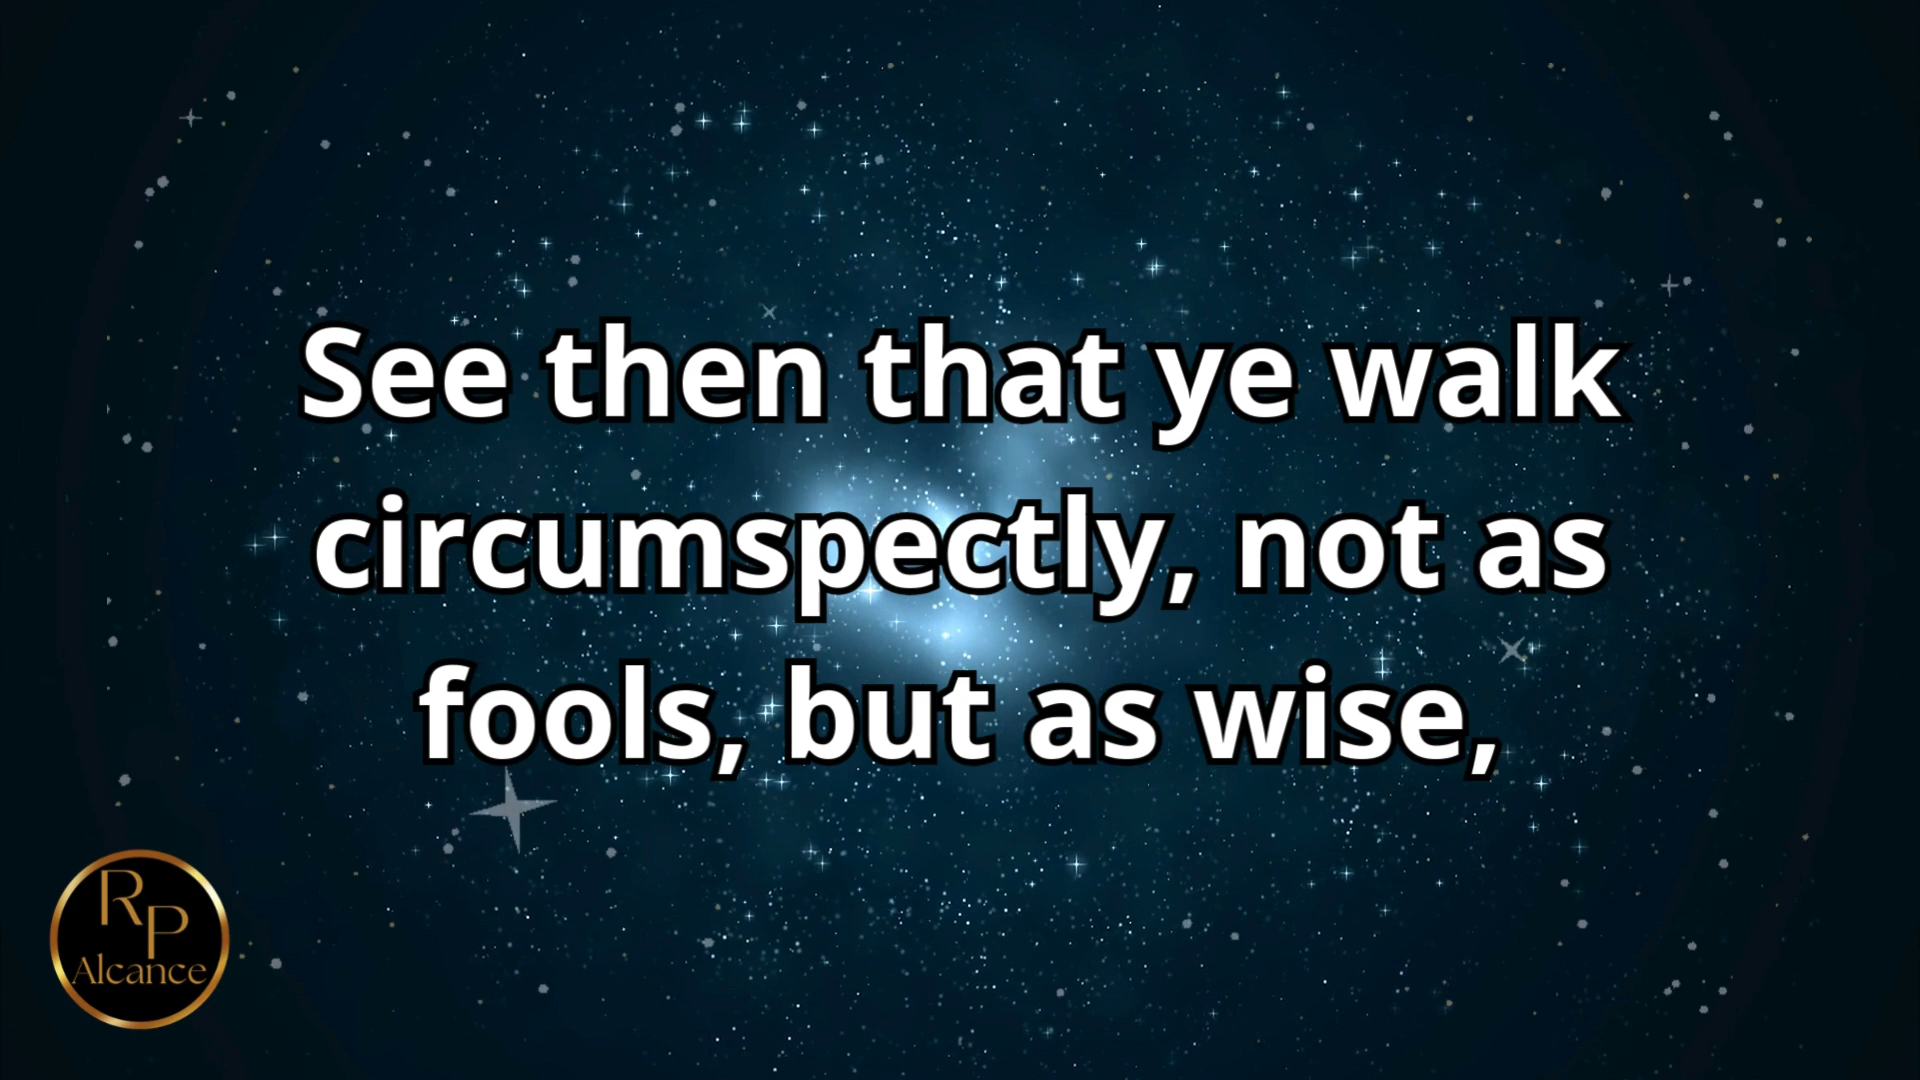 See then that ye walk
circumspectly, not as
fools, but as wise,
RP
Alcance